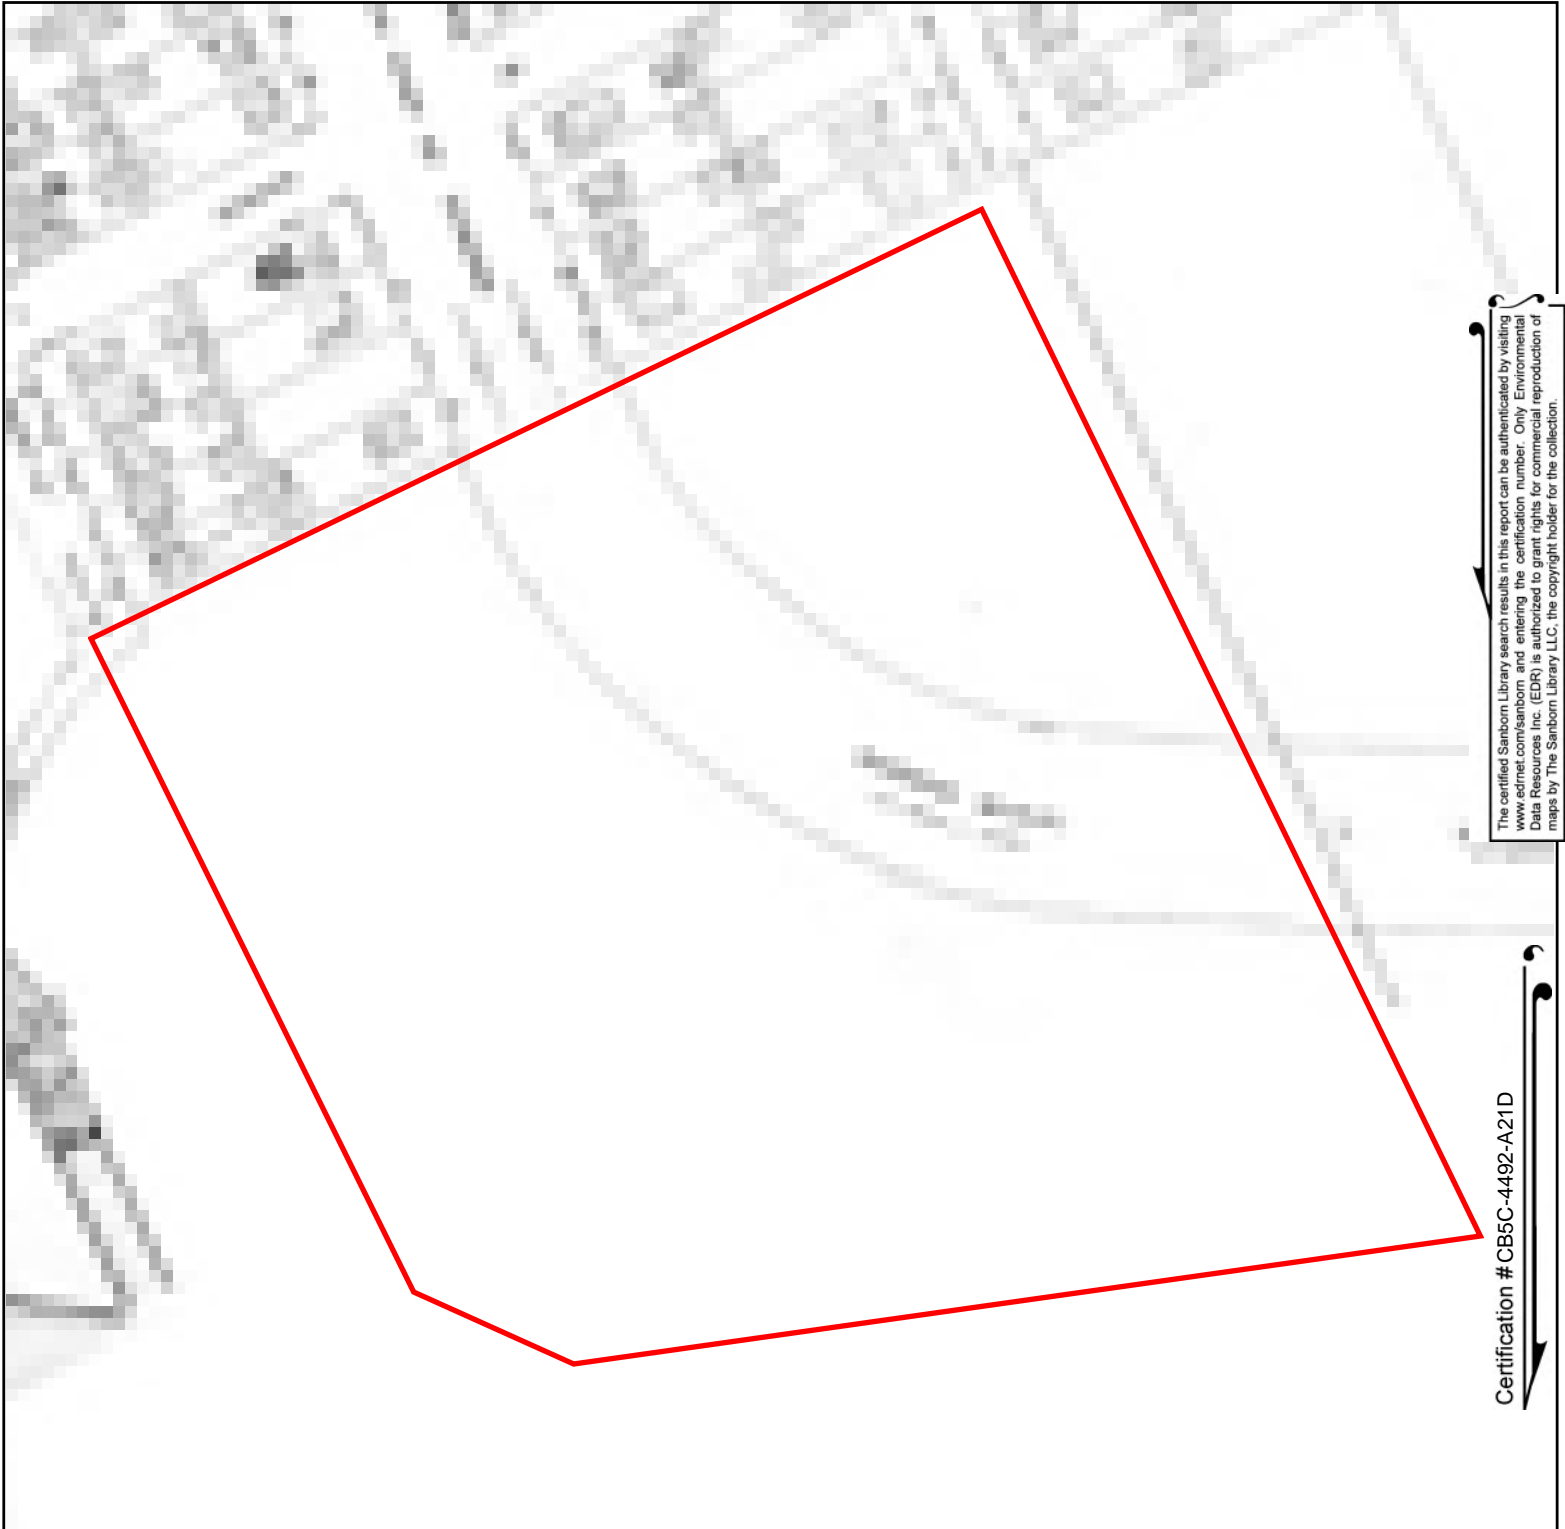 The certified Sanborn Library search results in this report can be authenticated by visiting
www.edrnet.com/sanborn and entering the certification number. Only Environmental
Data Resources Inc. (EDR) is authorized to grant rights for commercial reproduction of
maps by The Sanborn Library LLC, the copyright holder for the collection.
Certification # CB5C-4492-A21D